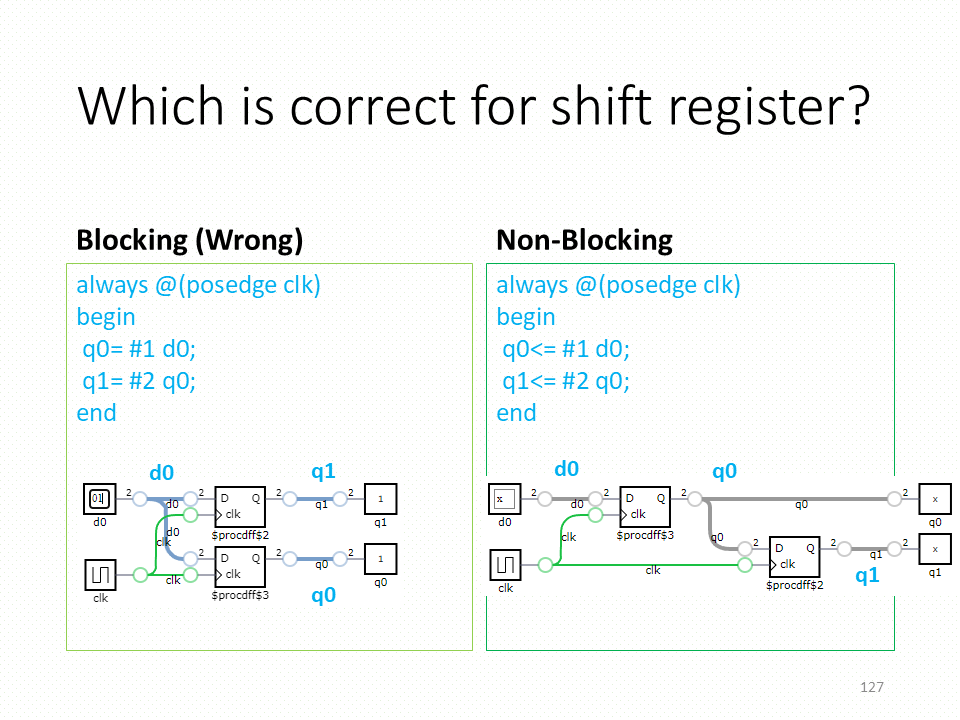 Which is correct for shift register?
Blocking (Wrong)
always @(posedge clk)
begin
q0= #1 d0;
q1= #2 q0;
end
d0
q1
01
d0
2
d0
2
D
Q
clk
$procdff$2
2
q1
2
1
q1
d0
clk
clk
clk
2
D
Q
clk
$procdff$3
2
q0
2
1
q0
q0
Non-Blocking
always @(posedge clk)
begin
q0<= #1 d0;
q1<= #2 q0;
end
d0
q0
x
d0
2
d0
2
D
Q
clk
$procdff$3
2
q0
2
x
q0
clk
clk
clk
q0
2
D
Q
clk
$procdff$2
2
q1
2
x
q1
q1
127